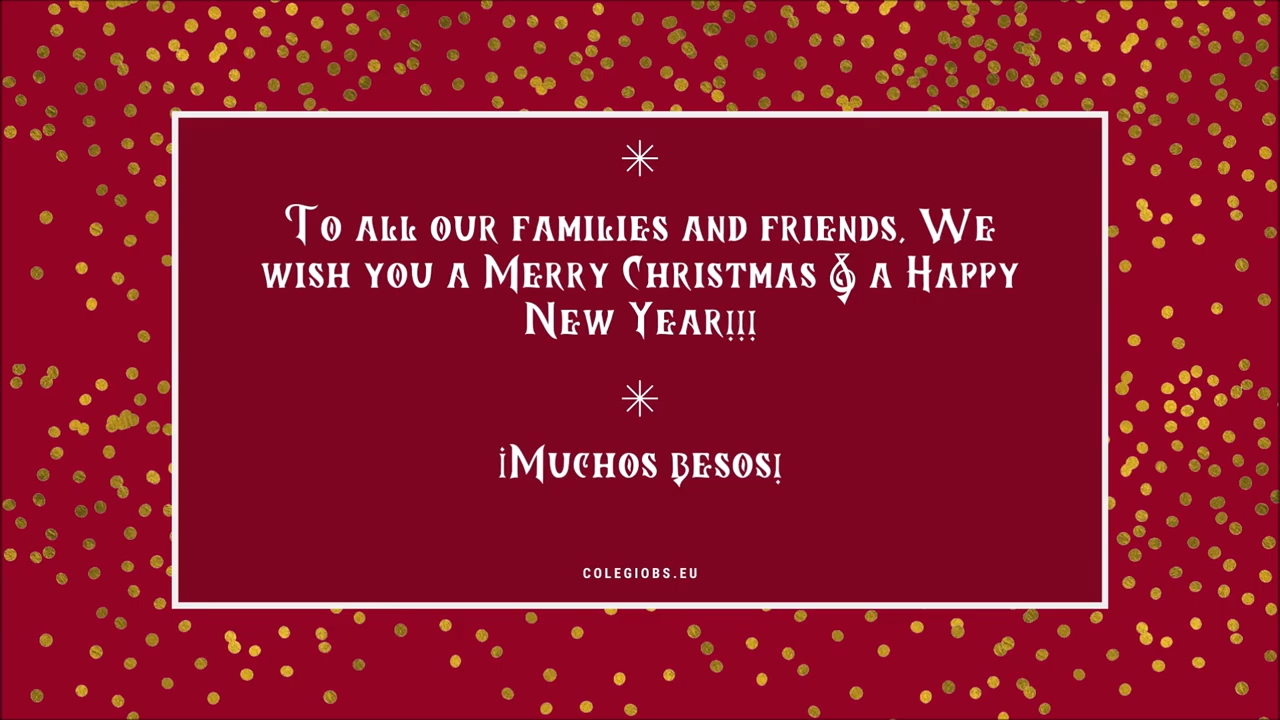 To all our families and friends, We
wish you a Merry Christmas & a Happy
New Year!!!
¡Muchos besos!
COLEGIOBS.EU